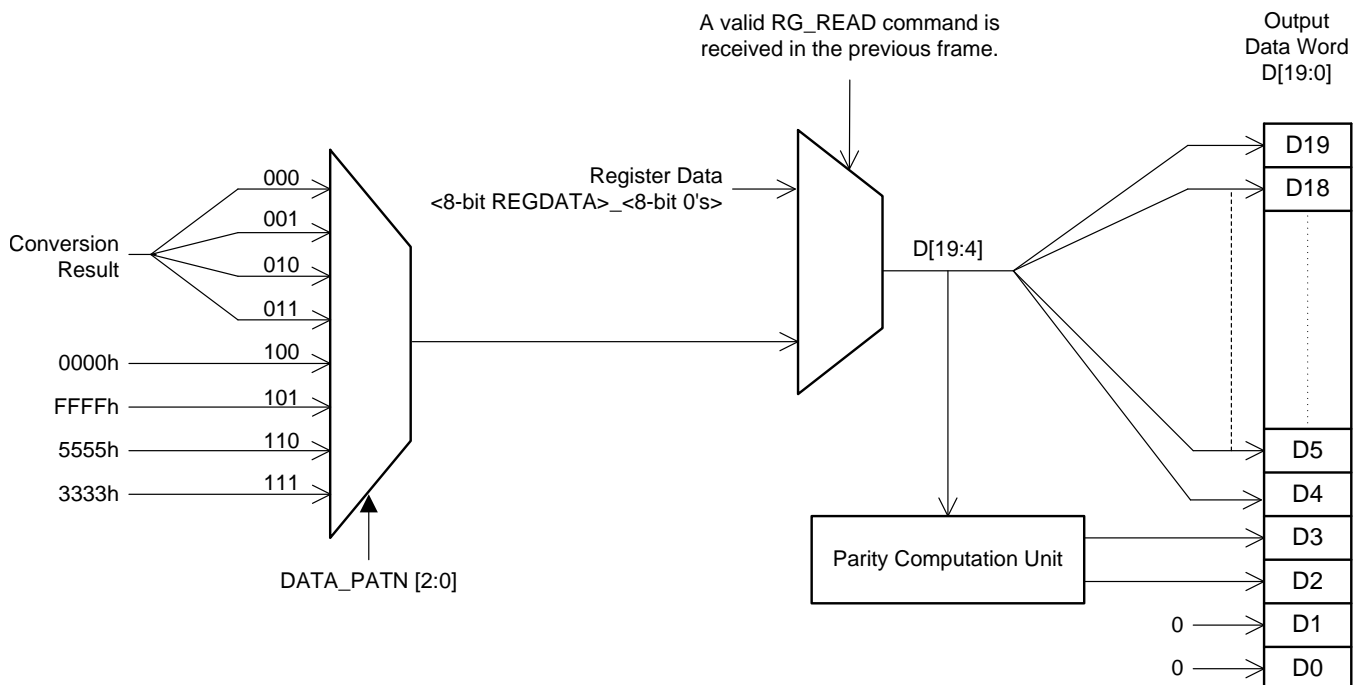 A valid RG_READ command is
received in the previous frame.
Output
Data Word
D[19:0]
Conversion
Result
000
001
010
011
0000h
100
FFFFh
101
5555h
110
3333h
111
DATA_PATN [2:0]
Register Data
<8-bit REGDATA>_<8-bit 0's>
D[19:4]
Parity Computation Unit
D19
D18
D5
D4
D3
D2
0
D1
0
D0